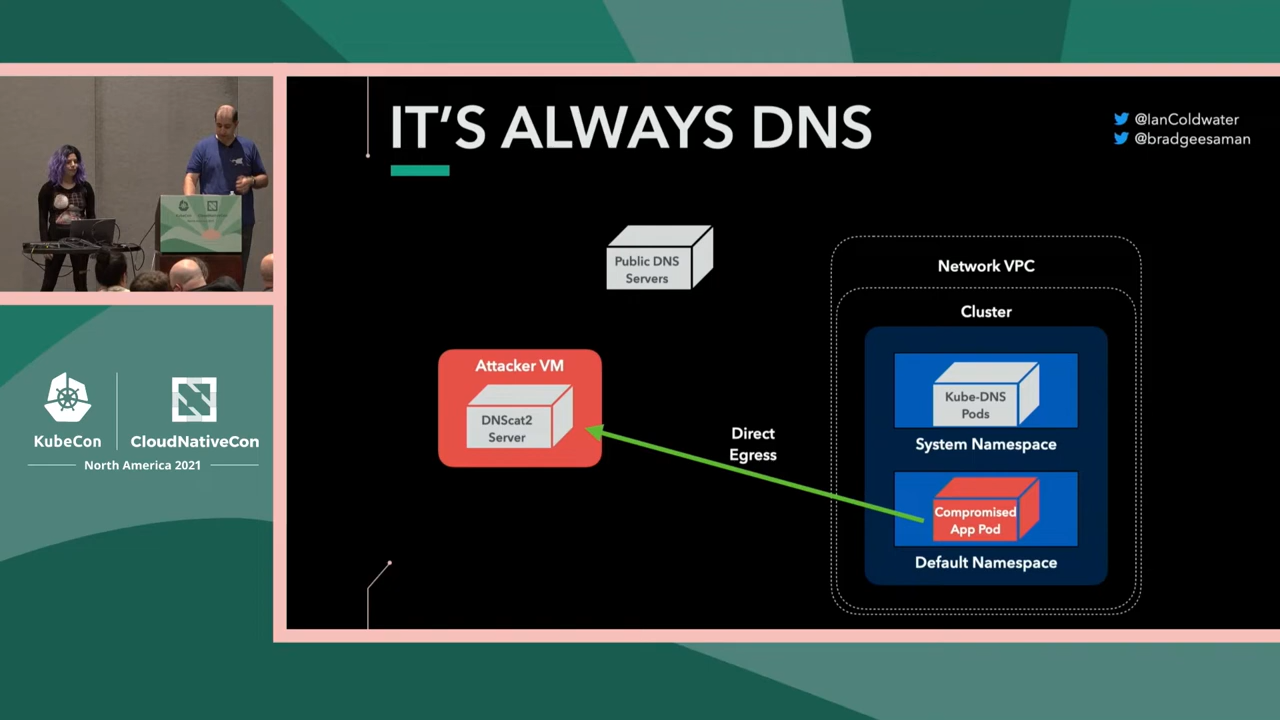 IT'S ALWAYS DNS
@IanColdwater
@bradgeesaman
Public DNS
Servers
Network VPC
Cluster
Attacker VM
DNScat2
Server
Kube-DNS
Pods
System Namespace
Direct
Egress
Compromised
App Pod
Default Namespace
KubeCon
CloudNativeCon
North America 2021